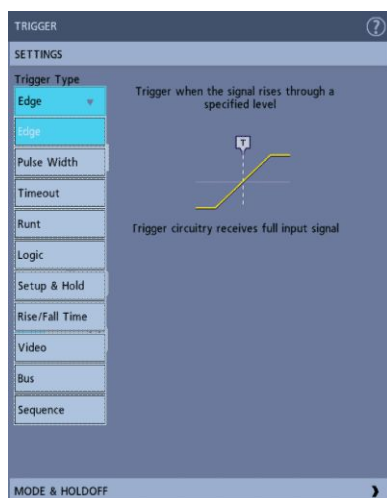 TRIGGER
?
SETTINGS
Trigger Type
Edge
Edge
Pulse Width
Timeout
Runt
Logic
Setup & Hold
Rise/Fall Time
Video
Bus
Sequence
Trigger when the signal rises through a
specified level
T
Trigger circuitry receives full input signal
MODE & HOLDOFF